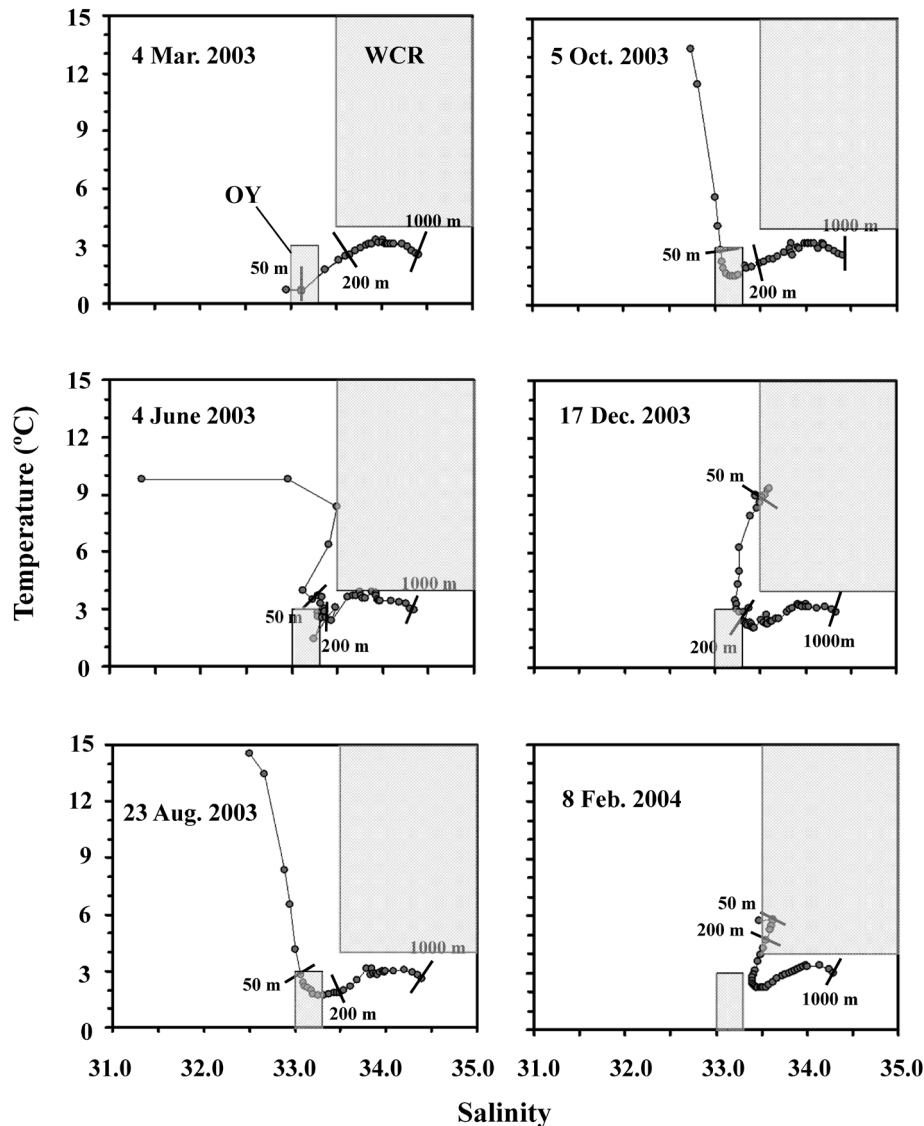 15
12
9
6
3
0
4 Mar. 2003
WCR
OY
50 m
200 m
1000 m
5 Oct. 2003
50 m
200 m
1000 m
Temperature (ºC)
15
12
9
6
3
0
4 June 2003
50 m
200 m
1000 m
17 Dec. 2003
50 m
200 m
1000m
15
12
9
6
3
0
23 Aug. 2003
50 m
200 m
1000 m
8 Feb. 2004
50 m
200 m
1000 m
31.0 32.0 33.0 34.0 35.0
31.0 32.0 33.0 34.0 35.0
Salinity